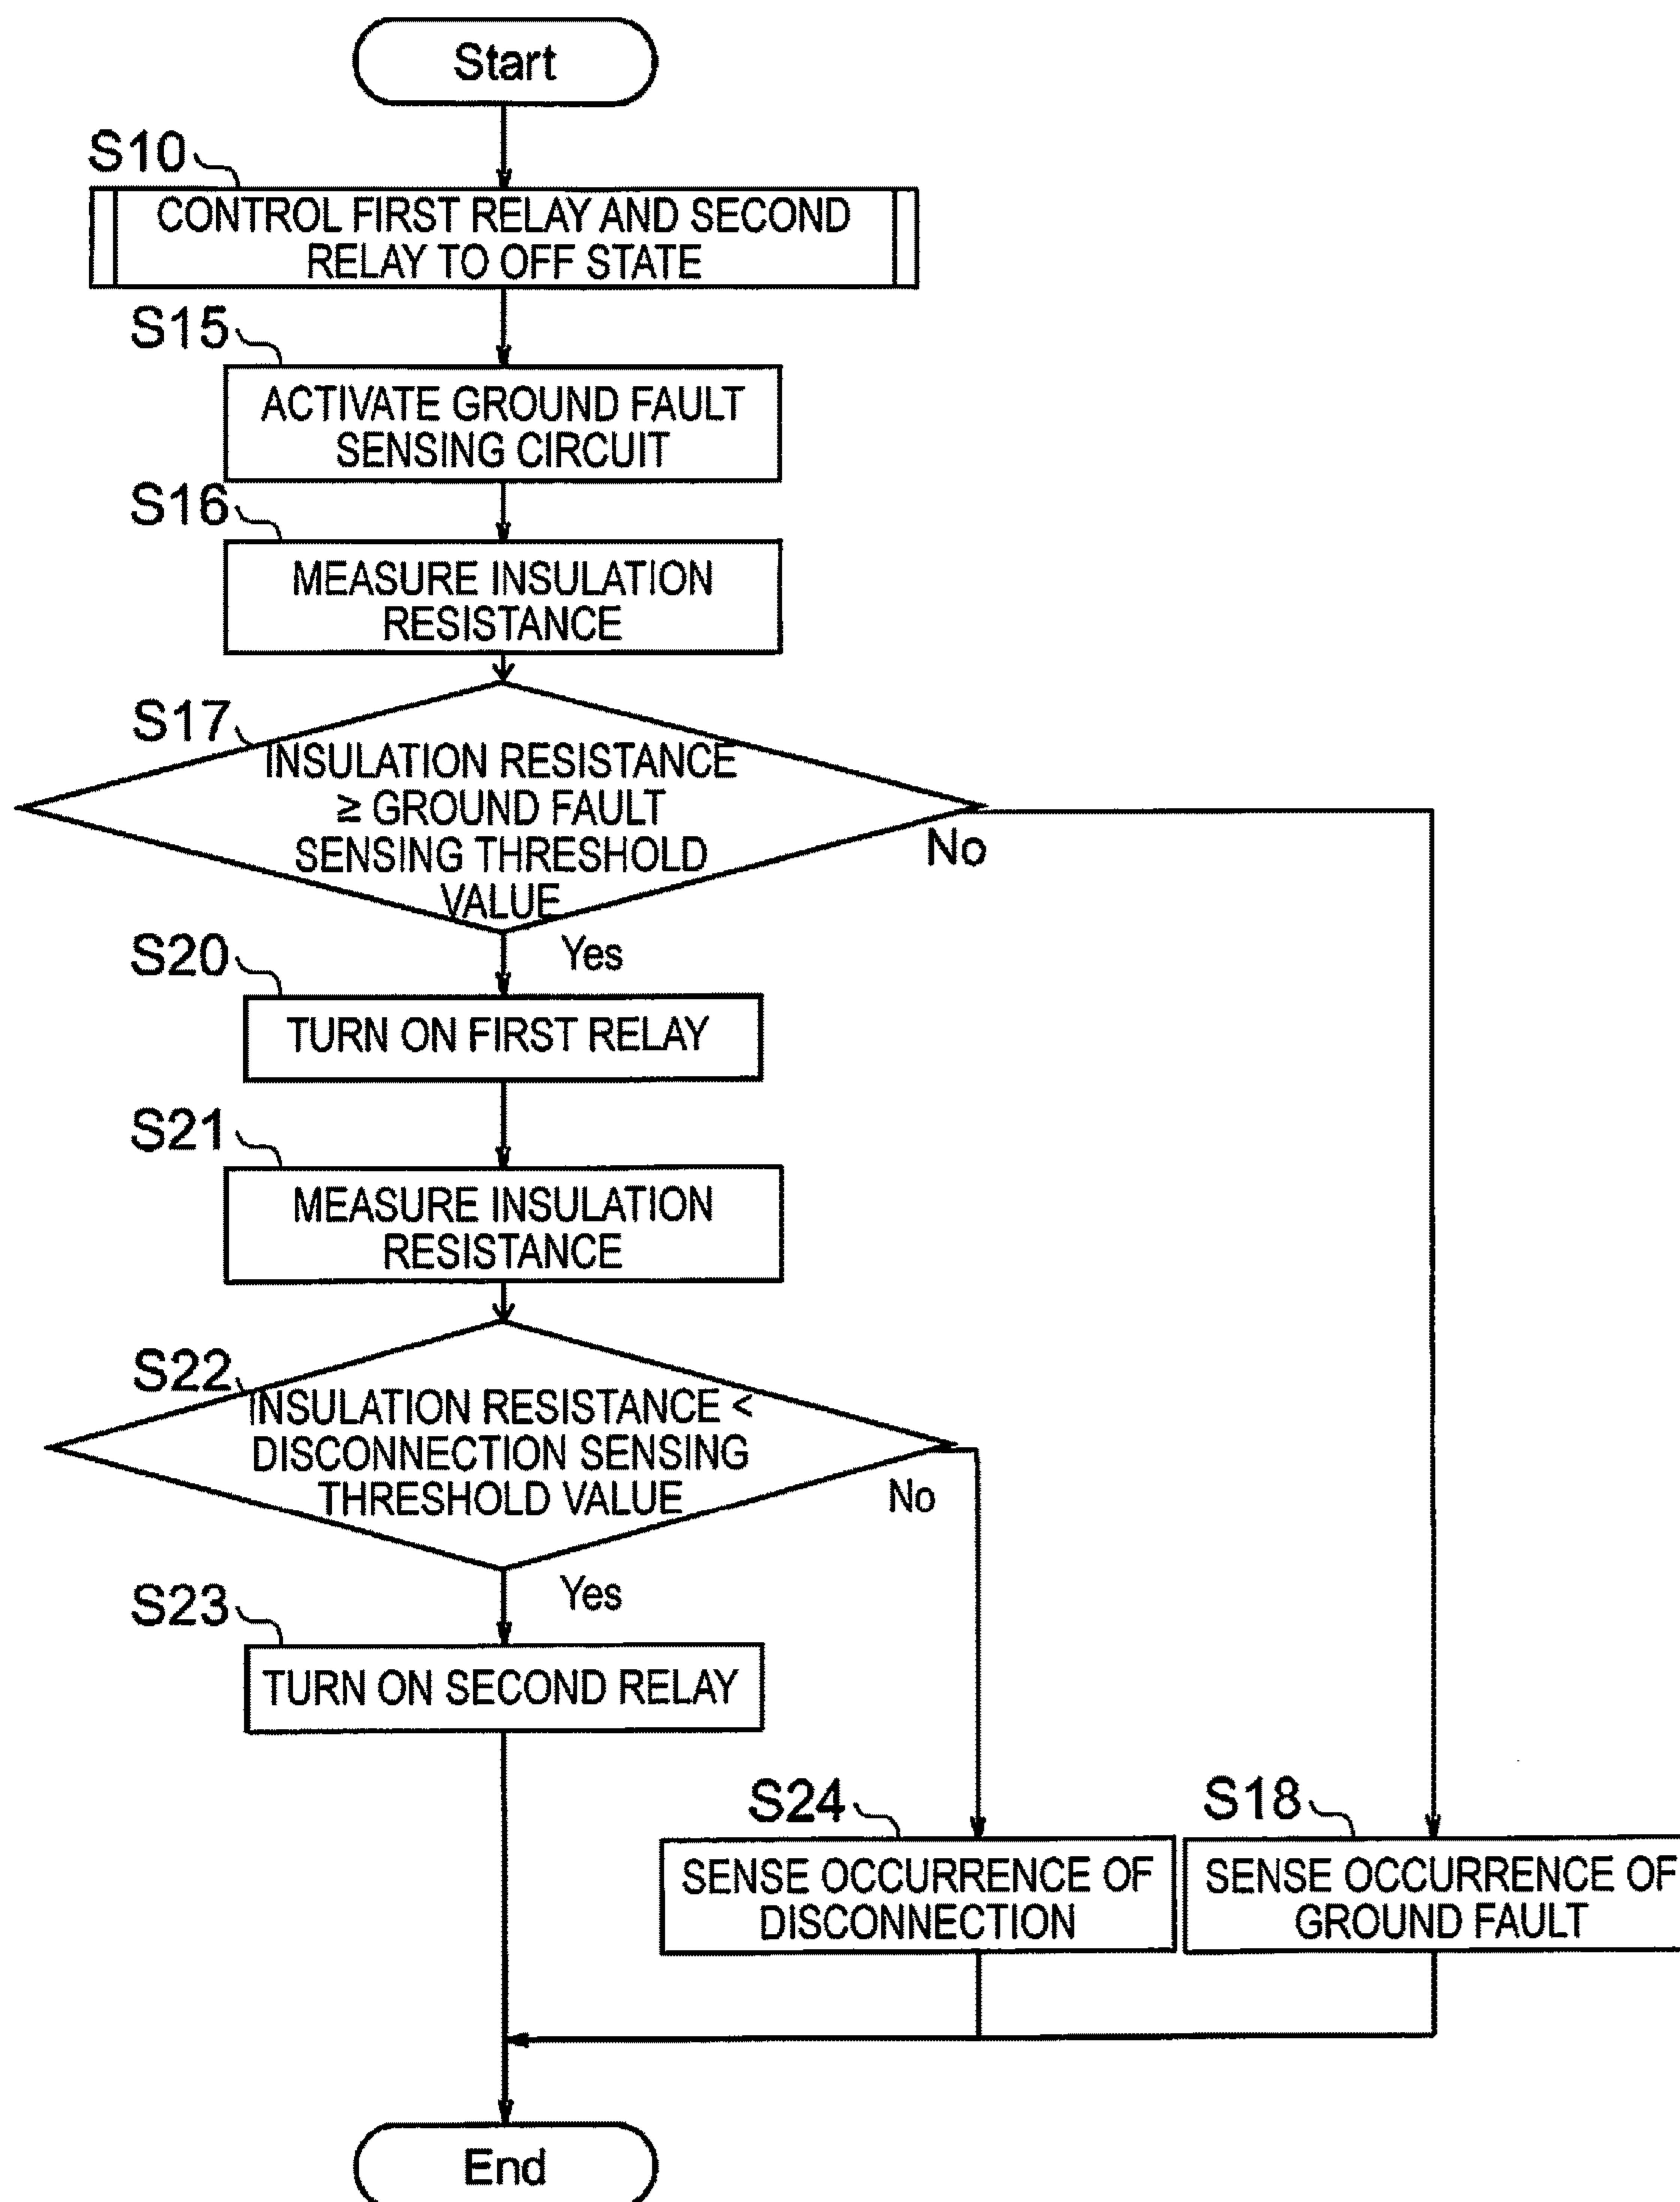 Start
S10
CONTROL FIRST RELAY AND SECOND
RELAY TO OFF STATE
S15
ACTIVATE GROUND FAULT
SENSING CIRCUIT
S16
MEASURE INSULATION
RESISTANCE
S17
INSULATION RESISTANCE
≥ GROUND FAULT
SENSING THRESHOLD
VALUE
No
Yes
S20
TURN ON FIRST RELAY
S21
MEASURE INSULATION
RESISTANCE
S22
INSULATION RESISTANCE <
DISCONNECTION SENSING
THRESHOLD VALUE
No
Yes
S23
TURN ON SECOND RELAY
S24
SENSE OCCURRENCE OF
DISCONNECTION
S18
SENSE OCCURRENCE OF
GROUND FAULT
End